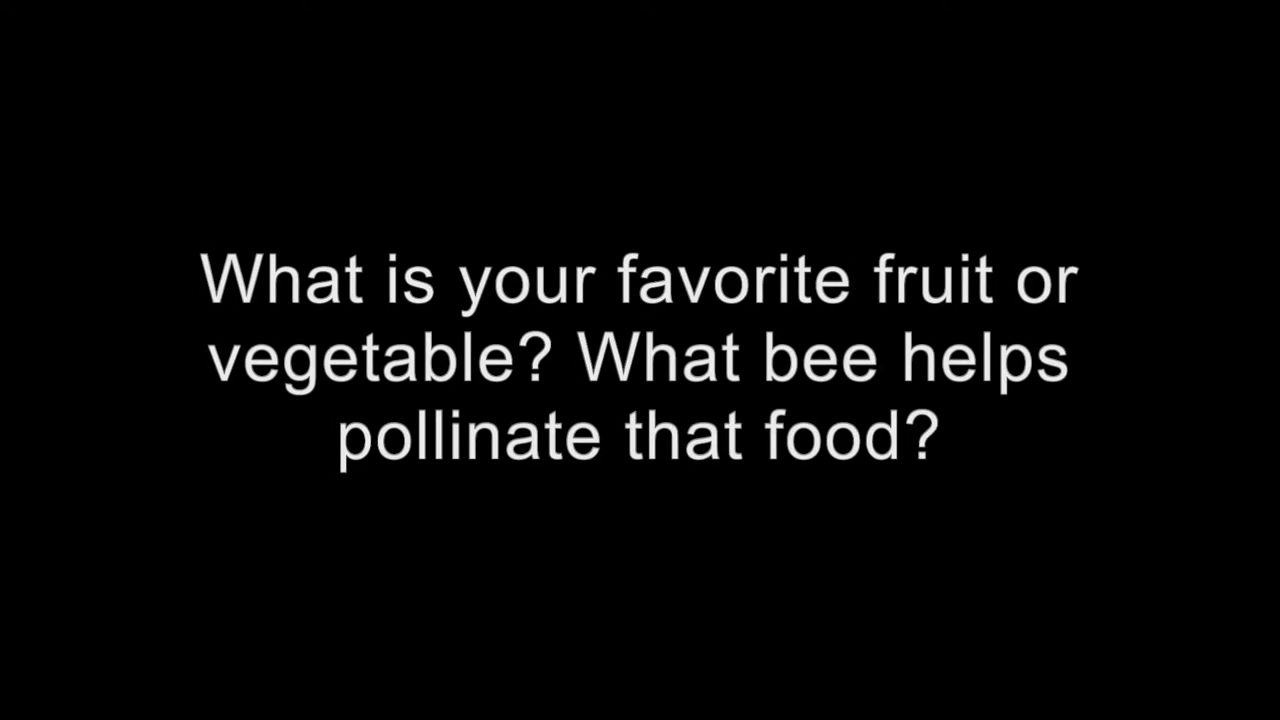 What is your favorite fruit or
vegetable? What bee helps
pollinate that food?